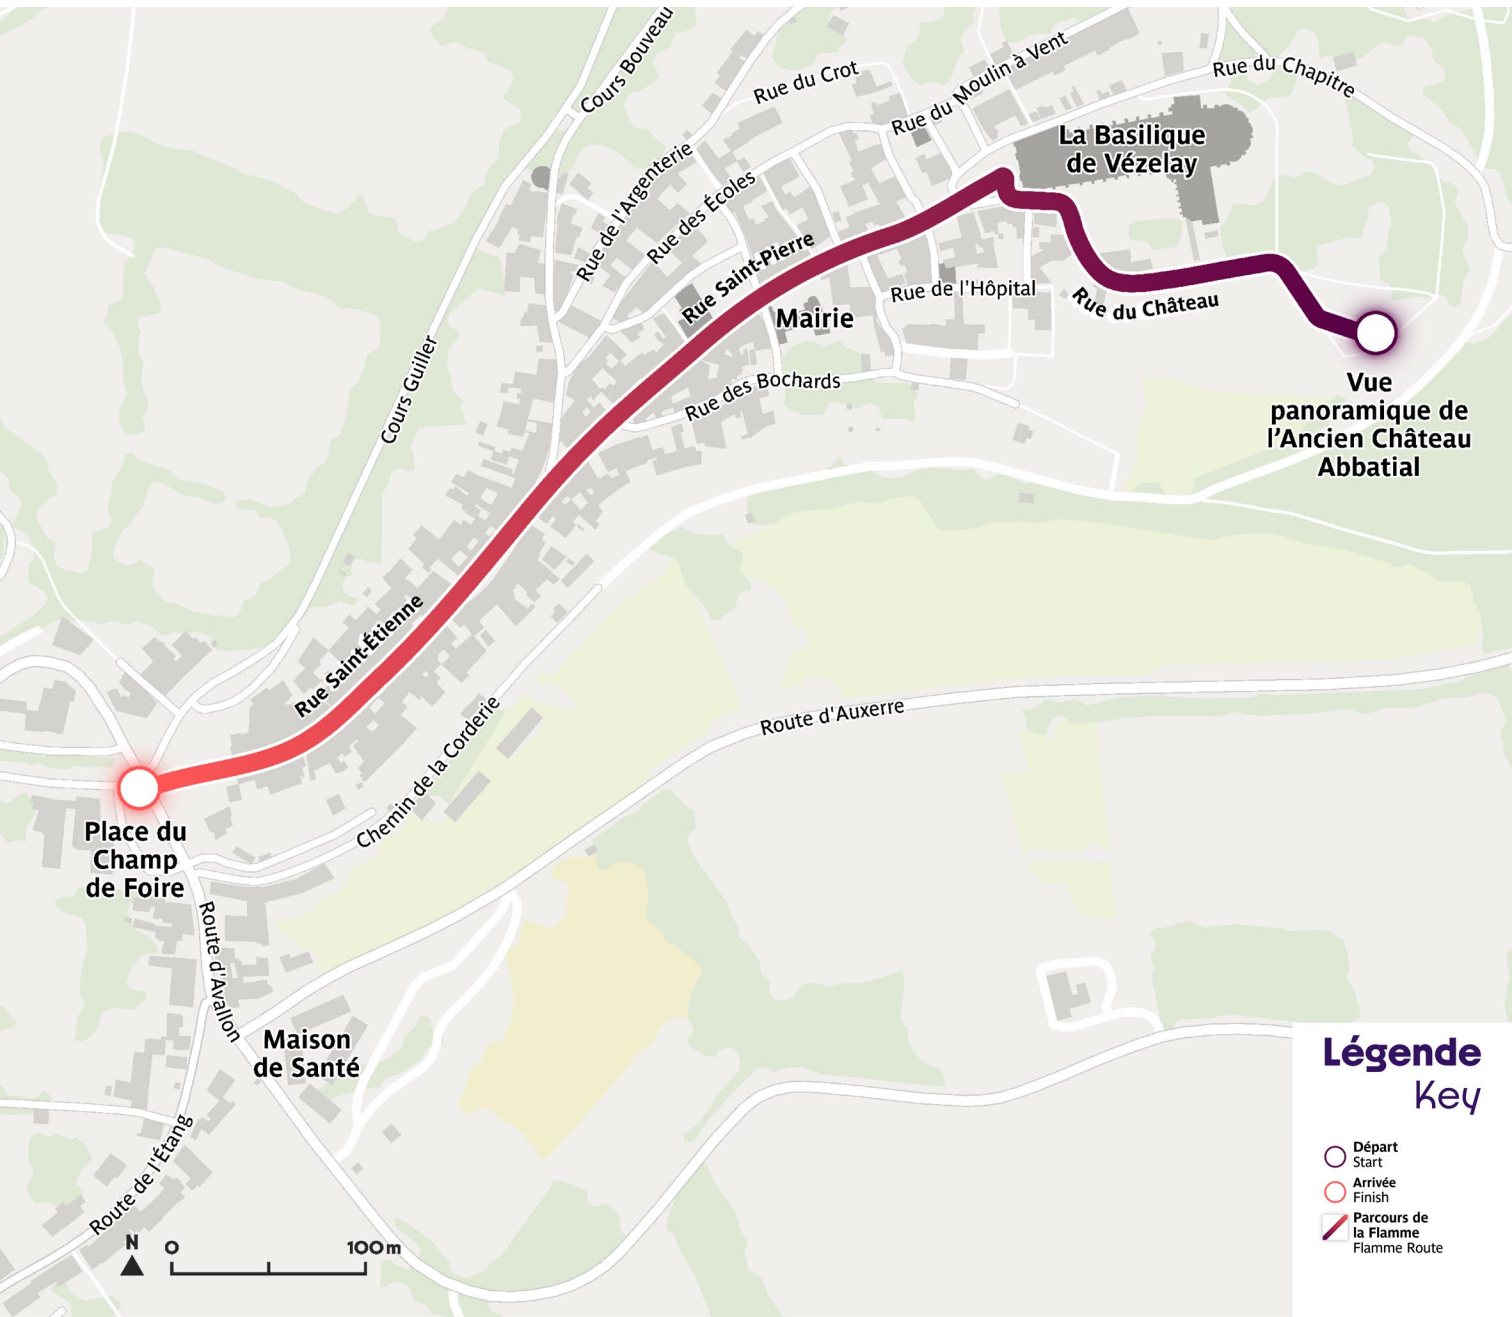 Cours Bouveau
Rue du Crot
Rue du Moulin à Vent
Rue du Chapitre
La Basilique
de Vézelay
Rue de l'Argenterie
Rue des Écoles
Rue Saint-Pierre
Mairie
Rue de l'Hôpital
Rue du Château
Cours Guiller
Rue des Bochards
Vue
panoramique de
l'Ancien Château
Abbatial
Rue Saint-Étienne
Chemin de la Corderie
Route d'Auxerre
Place du
Champ
de Foire
Route d'Avallon
Maison
de Santé
Route de l'Étang
N
0
100m
Légende
Key
Départ
Start
Arrivée
Finish
Parcours de
la Flamme
Flamme Route